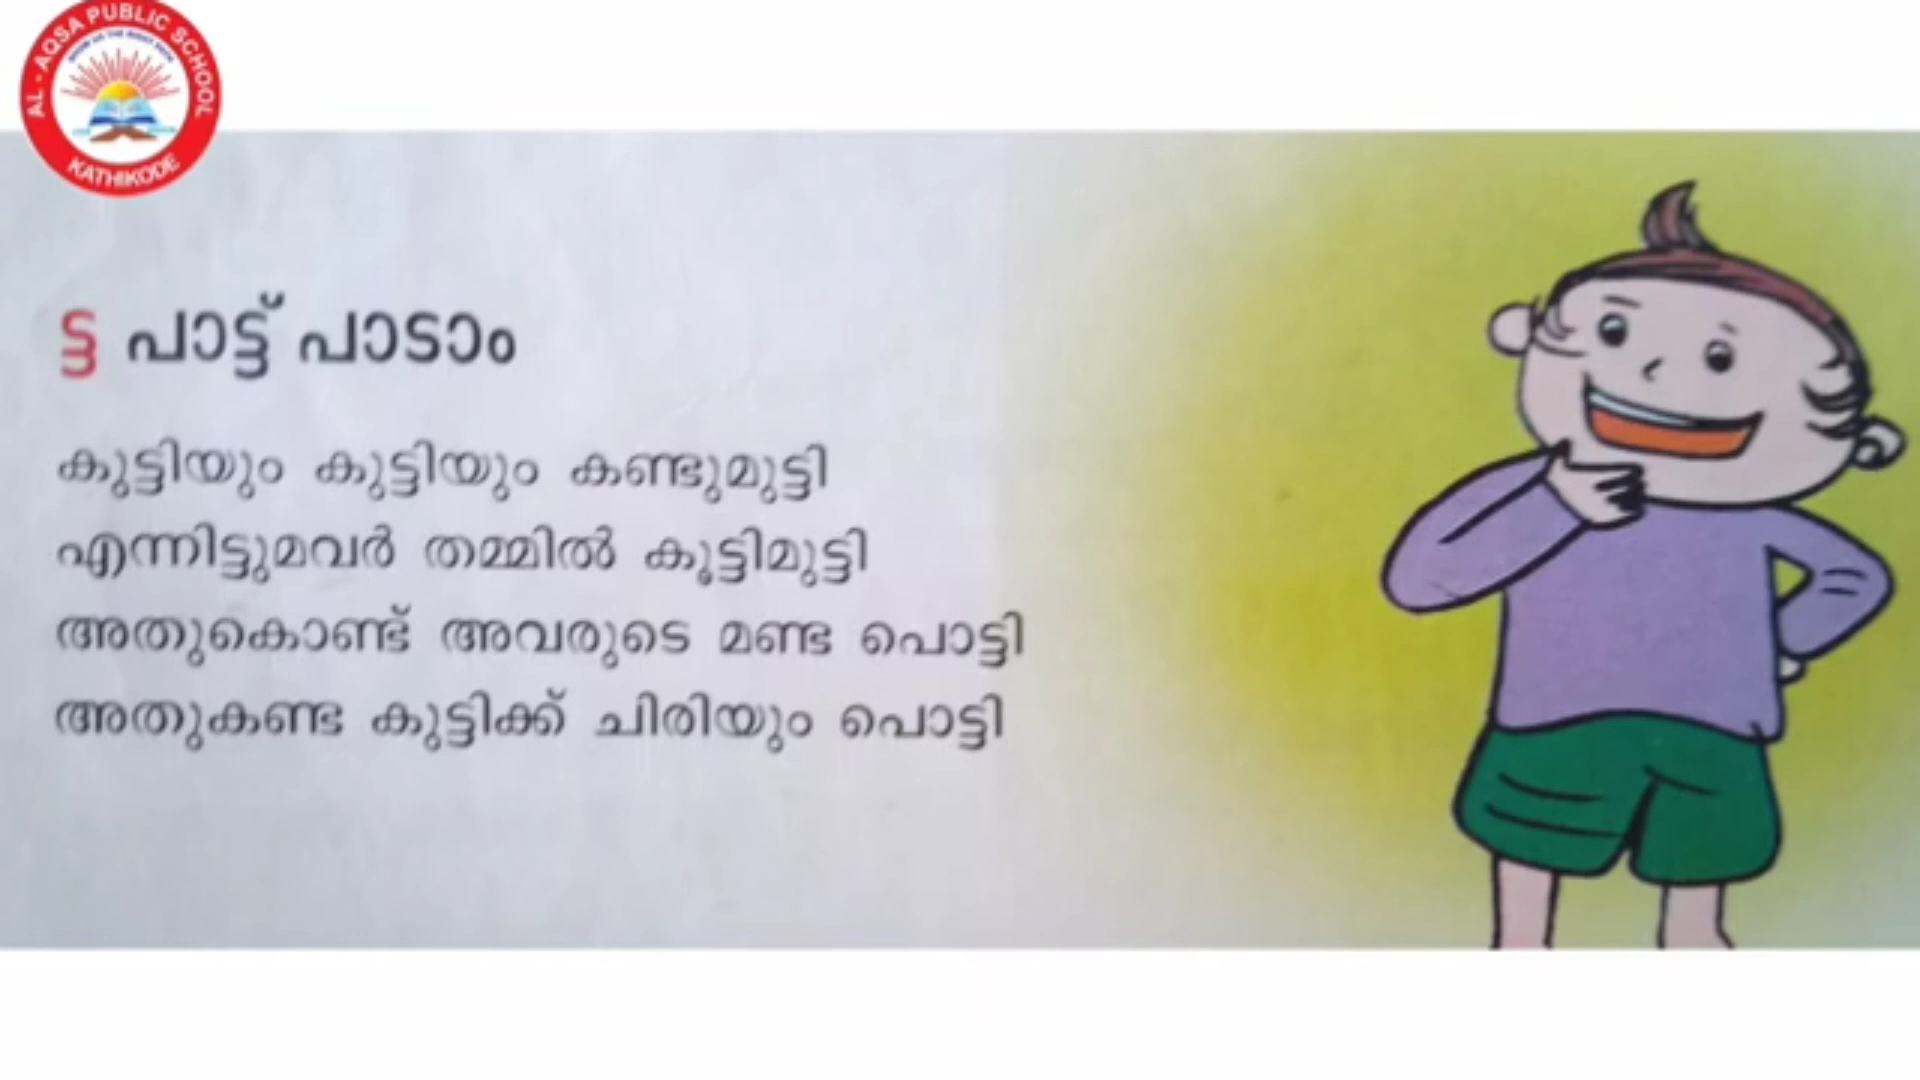 AL - AQSA PUBLIC SCHOOL
KATHIKODE
ട്ട പാട്ട് പാടാം
കുട്ടിയും കുട്ടിയും കണ്ടുമുട്ടി
എന്നിട്ടുമവർ തമ്മിൽ കൂട്ടിമുട്ടി
അതുകൊണ്ട് അവരുടെ മണ്ട പൊട്ടി
അതുകണ്ട കുട്ടിക്ക് ചിരിയും പൊട്ടി